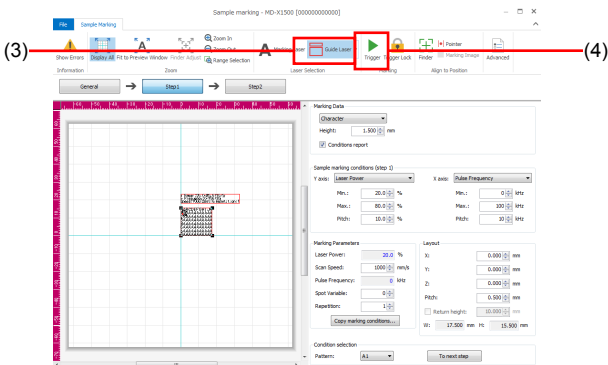 Sample marking - MD-X1500 [000000000000]
File Sample Marking
(3) (4)
Show Errors Display All Fit to Preview Window Finder Adjust Zoom In
Zoom Out
Range Selection
Marking Laser Guide Laser Trigger Trigger Lock Finder Pointer
Marking Image
Advanced
Information Zoom Laser Selection Marking Align to Position
General Step1 Step2
Marking Data
Character
Height: 1.500 mm
Conditions report
Sample marking conditions (step 1)
Y axis: Laser Power X axis: Pulse Frequency
Min.: 20.0 % Min.: 0 kHz
Max.: 80.0 % Max.: 100 kHz
Pitch: 10.0 % Pitch: 10 kHz
Marking Parameters Layout
Laser Power: 20.0 % X: 0.000 mm
Scan Speed: 1000 mm/s Y: 0.000 mm
Pulse Frequency: 0 kHz Z: 0.000 mm
Spot Variable: 0 Pitch: 0.500 mm
Repetition: 1 Return height: 10.000 mm
Copy marking conditions... W: 17.500 mm H: 15.500 mm
Condition selection
Pattern: A1 To next step